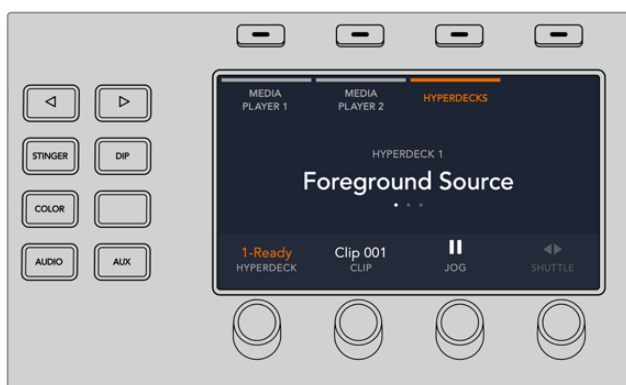 MEDIA
PLAYER 1
MEDIA
PLAYER 2
HYPERDECKS
HYPERDECK 1
Foreground Source
1-Ready
HYPERDECK
Clip 001
CLIP
JOG
SHUTTLE
STINGER
DIP
COLOR
AUDIO
AUX